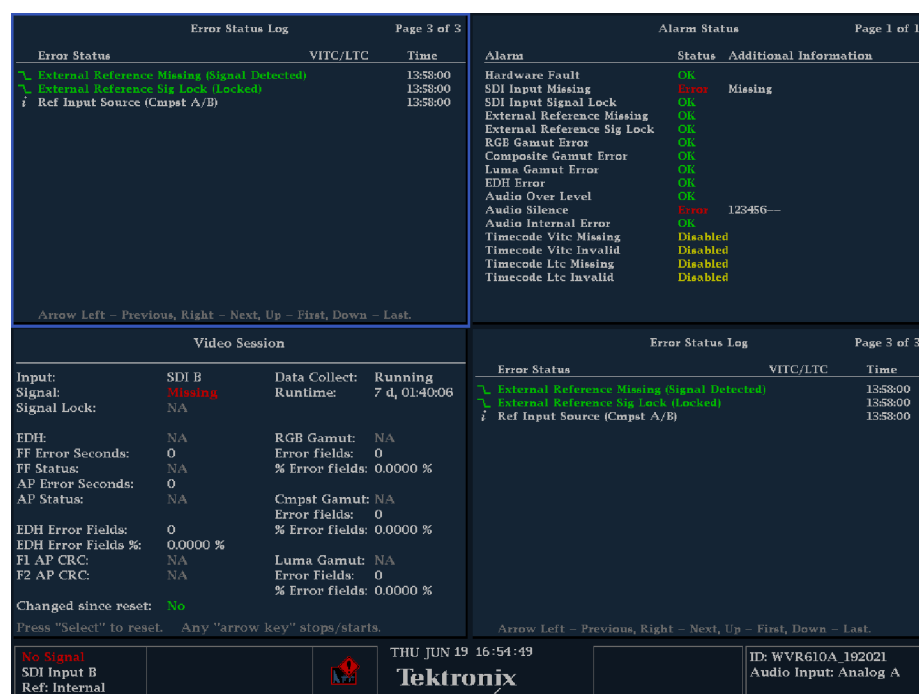 Error Status Log Page 3 of 3
Error Status VITC/LTC Time
External Reference Missing (Signal Detected) 13:58:00
External Reference Sig Lock (Locked) 13:58:00
i Ref Input Source (Cmpst A/B) 13:58:00
Arrow Left – Previous, Right – Next, Up – First, Down – Last.
Alarm Status Page 1 of 1
Alarm Status Additional Information
Hardware Fault OK
SDI Input Missing Error Missing
SDI Input Signal Lock OK
External Reference Missing OK
External Reference Sig Lock OK
RGB Gamut Error OK
Composite Gamut Error OK
Luma Gamut Error OK
EDH Error OK
Audio Over Level OK
Audio Silence Error 123456––
Audio Internal Error OK
Timecode Vitc Missing Disabled
Timecode Vitc Invalid Disabled
Timecode Ltc Missing Disabled
Timecode Ltc Invalid Disabled
Video Session
Input: SDI B Data Collect: Running
Signal: Missing Runtime: 7 d, 01:40:06
Signal Lock: NA
EDH: NA RGB Gamut: NA
FF Error Seconds: 0 Error fields: 0
FF Status: NA % Error fields: 0.0000 %
AP Error Seconds: 0
AP Status: NA Cmpst Gamut: NA
Error fields: 0
EDH Error Fields: 0 % Error fields: 0.0000 %
EDH Error Fields %: 0.0000 %
F1 AP CRC: NA Luma Gamut: NA
F2 AP CRC: NA Error Fields: 0
% Error fields: 0.0000 %
Changed since reset: No
Press "Select" to reset. Any "arrow key" stops/starts.
Error Status Log Page 3 of 3
Error Status VITC/LTC Time
External Reference Missing (Signal Detected) 13:58:00
External Reference Sig Lock (Locked) 13:58:00
i Ref Input Source (Cmpst A/B) 13:58:00
Arrow Left – Previous, Right – Next, Up – First, Down – Last.
No Signal
SDI Input B
Ref: Internal
THU JUN 19 16:54:49
Tektronix
ID: WVR610A_192021
Audio Input: Analog A